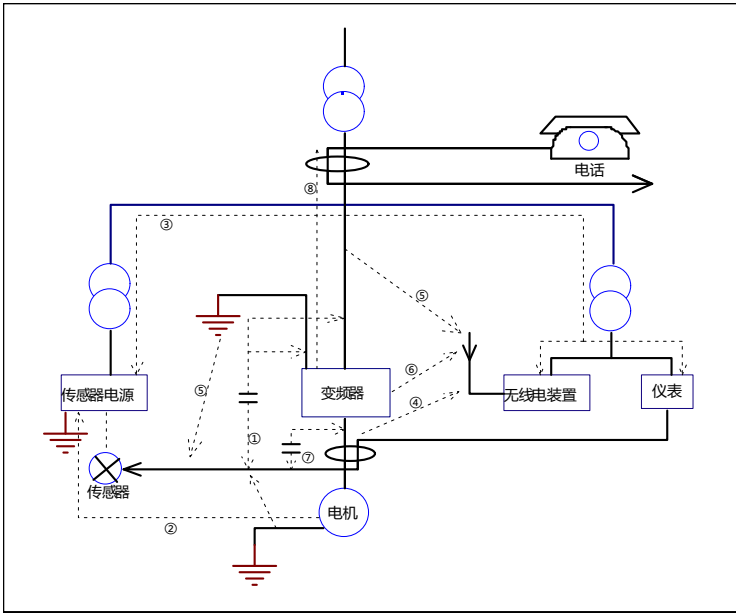 电话
⑧
③
⑤
⑥
传感器电源
⑤
变频器
④
无线电装置
仪表
①
⑦
传感器
电机
②